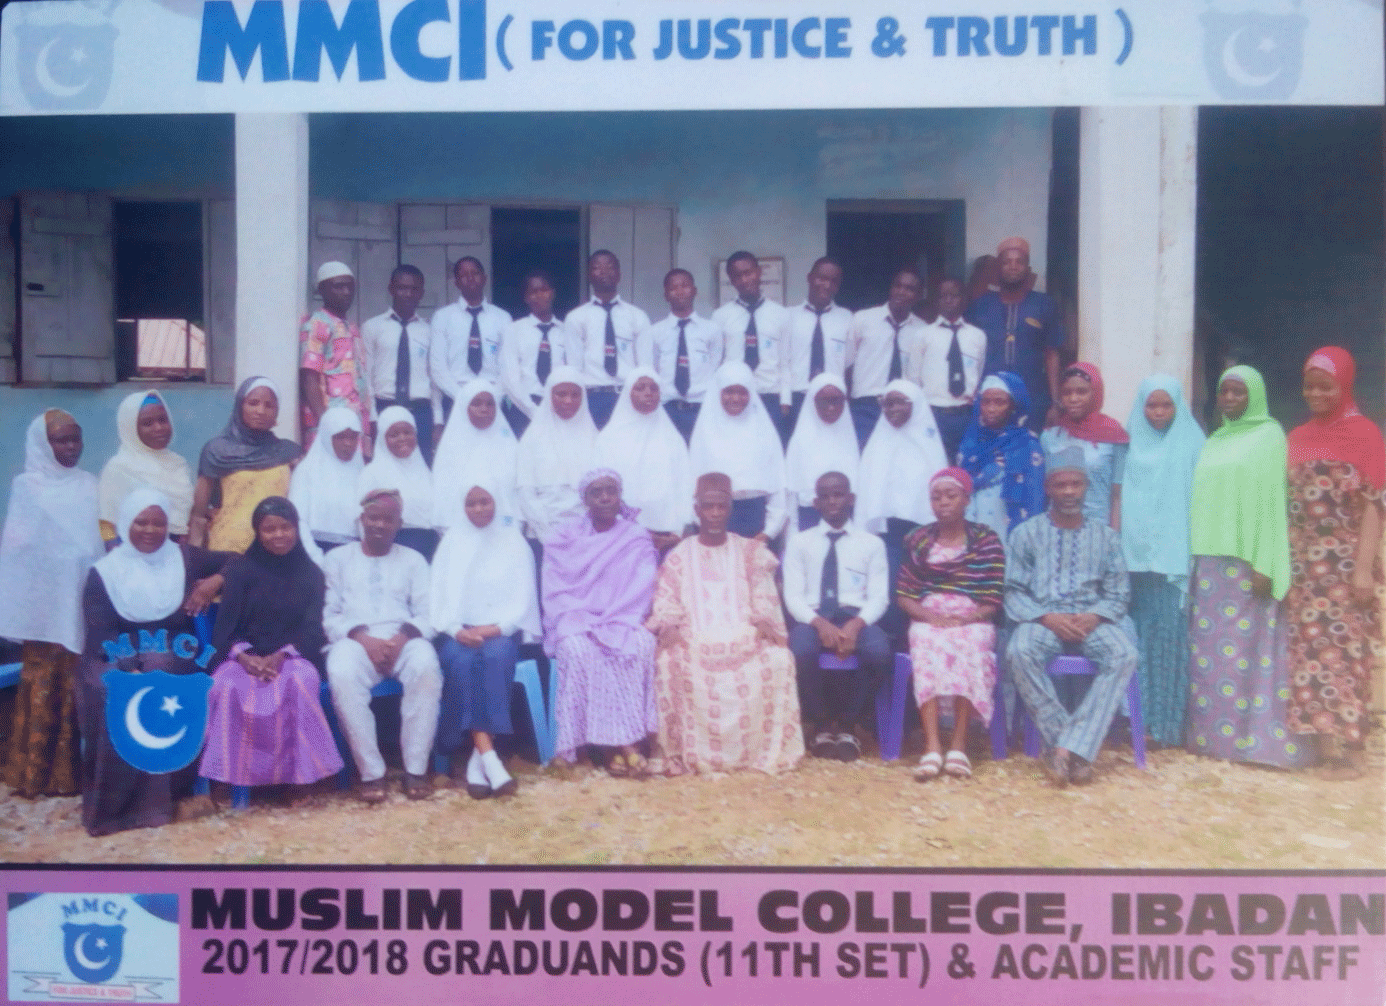 MMCI ( FOR JUSTICE & TRUTH )
MMCI
MMCI
FOR JUSTICE & TRUTH
MUSLIM MODEL COLLEGE, IBADAN
2017/2018 GRADUANDS (11TH SET) & ACADEMIC STAFF